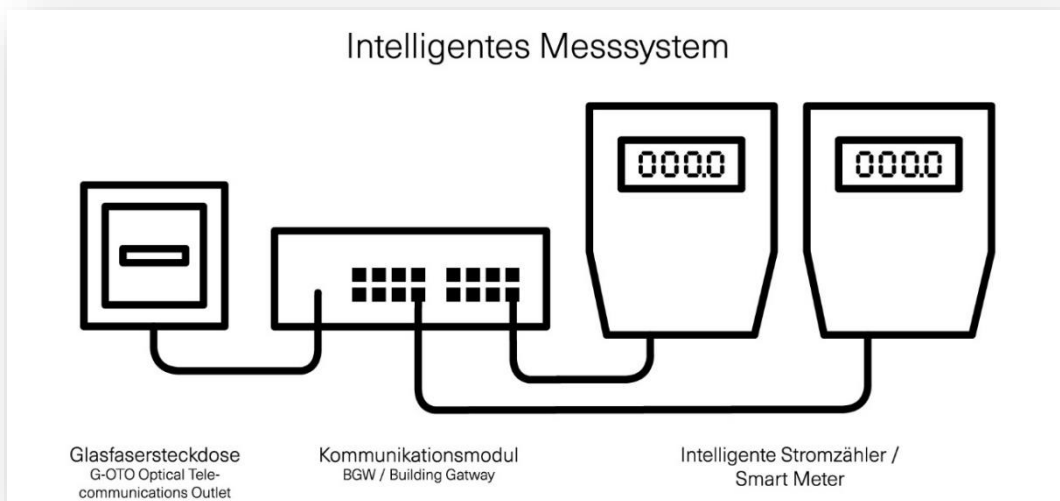 Intelligentes Messsystem
000.0
000.0
Glasfasersteckdose
G-OTO Optical Tele-
communications Outlet
Kommunikationsmodul
BGW / Building Gatway
Intelligente Stromzähler /
Smart Meter